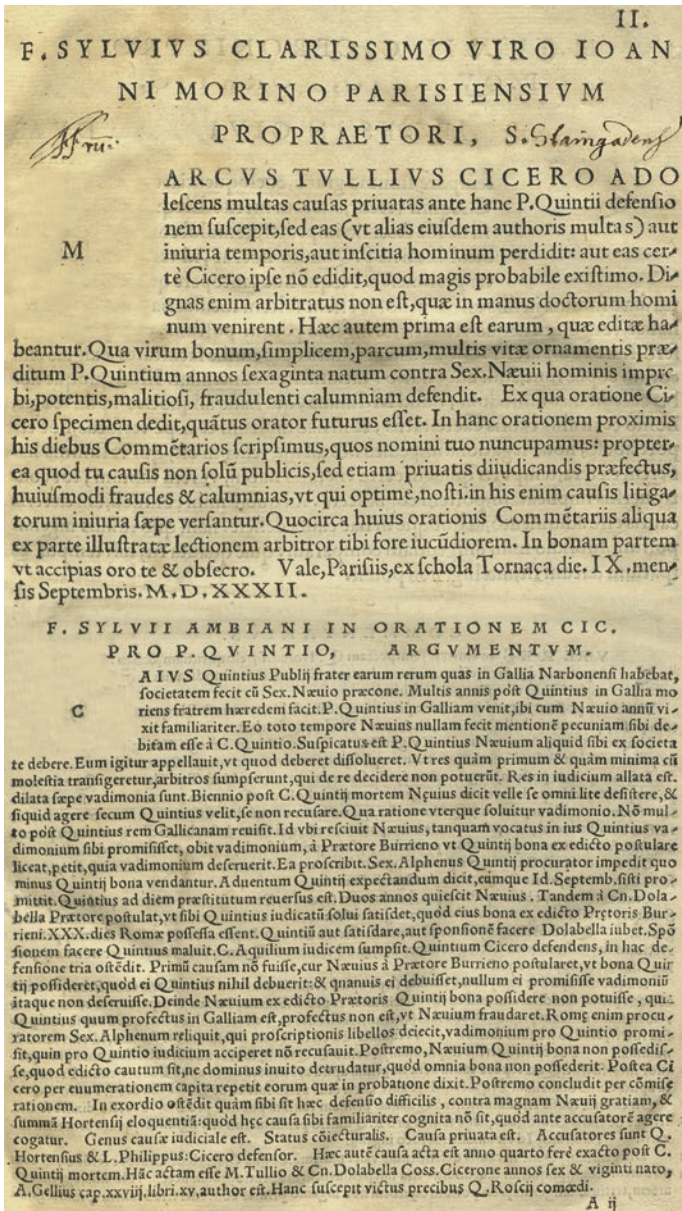 II.
F. SYLVIVS CLARISSIMO VIRO IOAN
NI MORINO PARISIENSIVM
PROPRAETORI, S.
ARCVS TVLLIVS CICERO ADO
leſcens multas cauſas priuatas ante hanc P.Quintii defenſio
nem ſuſcepit,ſed eas (vt alias eiuſdem authoris multas) aut
M iniuria temporis,aut inſcitia hominum perdidit: aut eas cer-
tè Cicero ipſe nō edidit,quod magis probabile exiſtimo. Di-
gnas enim arbitratus non eſt,quæ in manus doctorum homi
num venirent. Hæc autem prima eſt earum, quæ editæ ha-
beantur.Qua virum bonum,ſimplicem,parcum,multis vitæ ornamentis præ-
ditum P.Quintium annos ſexaginta natum contra Sex.Næuii hominis impro
bi,potentis,malitioſi, fraudulenti calumniam defendit. Ex qua oratione Ci-
cero ſpecimen dedit,quātus orator futurus eſſet. In hanc orationem proximis
his diebus Commētarios ſcripſimus,quos nomini tuo nuncupamus: propter-
ea quod tu cauſis non ſolū publicis,ſed etiam priuatis diiudicandis præfectus,
huiuſmodi fraudes & calumnias,vt qui optime,noſti.in his enim cauſis litiga-
torum iniuria ſæpe verſantur.Quocirca huius orationis Commētariis aliqua
ex parte illuſtratæ lectionem arbitror tibi fore iucūdiorem. In bonam partem
vt accipias oro te & obſecro. Vale,Pariſiis,ex ſchola Tornaca die. IX.men-
ſis Septembris. M.D.XXXII.
F. SYLVII AMBIANI IN ORATIONEM CIC.
PRO P.QVINTIO, ARGVMENTVM.
AIVS Quintius Publij frater earum rerum quas in Gallia Narbonenſi habebat,
ſocietatem fecit cū Sex.Næuio præcone. Multis annis pòſt Quintius in Gallia mo
C riens fratrem hæredem facit.P.Quintius in Galliam venit,ibi cum Næuio annū vi-
xit familiariter.Eo toto tempore Næuius nullam fecit mentionē pecuniam ſibi de-
bitam eſſe à C.Quintio.Suſpicatus eſt P.Quintius Næuium aliquid ſibi ex ſocieta
te debere.Eum igitur appellauit,vt quod deberet diſſolueret. Vt res quàm primum & quàm minima cū
moleſtia tranſigeretur,arbitros ſumpſerunt,qui de re decidere non potuerūt. Res in iudicium allata eſt.
dilata ſæpe vadimonia ſunt.Biennio poſt C.Quintij mortem Nęuius dicit velle ſe omni lite deſiſtere,&
ſiquid agere ſecum Quintius velit,ſe non recuſare.Qua ratione vterque ſoluitur vadimonio. Nō mul-
to pòſt Quintius rem Gallicanam reuiſit.Id vbi reſciuit Næuius,tanquam vocatus in ius Quintius va-
dimonium ſibi promiſiſſet, obit vadimonium, à Prætore Burrieno vt Quintij bona ex edicto poſtulare
liceat,petit,quia vadimonium deſeruerit.Ea proſcribit.Sex.Alphenus Quintij procurator impedit quo
minus Quintij bona vendantur.Aduentum Quintij expectandum dicit,eúmque Id.Septemb.ſiſti pro-
mittit.Quintius ad diem præſtitutum reuerſus eſt.Duos annos quieſcit Næuius. Tandem à Cn.Dola-
bella Prætore poſtulat,vt ſibi Quintius iudicatū ſolui ſatiſdet,quòd eius bona ex edicto Prętoris Bur-
rieni.XXX.dies Romæ poſſeſſa eſſent.Quintiū aut ſatiſdare,aut ſponſionē facere Dolabella iubet.Spō
ſionem facere Quintius maluit.C.Aquilium iudicem ſumpſit.Quintium Cicero defendens,in hac de-
fenſione tria oſtēdit. Primū cauſam nō fuiſſe,cur Næuius à Prætore Burrieno poſtularet,vt bona Quin
tij poſſideret,quòd ei Quintius nihil debuerit:& quanuis ei debuiſſet,nullum ei promiſiſſe vadimoniū
itaque non deſeruiſſe.Deinde Næuium ex edicto Prætoris Quintij bona poſſidere non potuiſſe, qui
Quintius quum profectus in Galliam eſt,profectus non eſt,vt Næuium fraudaret.Romę enim procu-
ratorem Sex.Alphenum reliquit,qui proſcriptionis libellos deiecit,vadimonium pro Quintio promi-
ſit,quin pro Quintio iudicium acciperet nō recuſauit.Poſtremo,Næuium Quintij bona non poſſediſ-
ſe,quod edicto cautum ſit,ne dominus inuito detrudatur,quòd omnia bona non poſſederit. Poſtea Ci
cero per enumerationem capita repetit eorum quæ in probatione dixit.Poſtremo concludit per cōmiſe
rationem. In exordio oſtēdit quàm ſibi ſit hæc defenſio difficilis, contra magnam Næuij gratiam, &
ſummā Hortenſij eloquentiā:quòd hęc cauſa ſibi familiariter cognita nō ſit,quòd ante accuſatorē agere
cogatur. Genus cauſæ iudiciale eſt. Status cōiecturalis. Cauſa priuata eſt. Accuſatores ſunt Q.
Hortenſius & L.Philippus:Cicero defenſor. Hæc autē cauſa acta eſt anno quarto ferè exacto poſt C.
Quintij mortem.Hāc actam eſſe M.Tullio & Cn.Dolabella Coss.Cicerone annos ſex & viginti nato,
A.Gellius cap.xxviij.libri.xv,author eſt.Hanc ſuſcepit victus precibus Q.Roſcij comœdi.
A ij